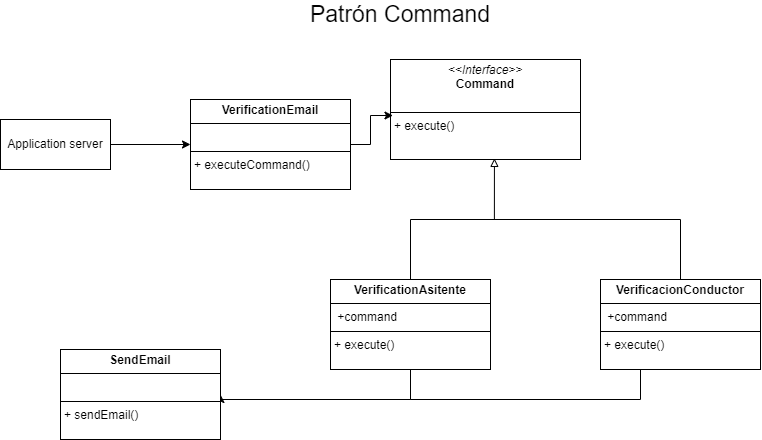 Patrón Command
<<Interface>>
Command
+ execute()
VerificationEmail
+ executeCommand()
Application server
VerificationAsitente
+command
+ execute()
VerificacionConductor
+command
+ execute()
SendEmail
+ sendEmail()